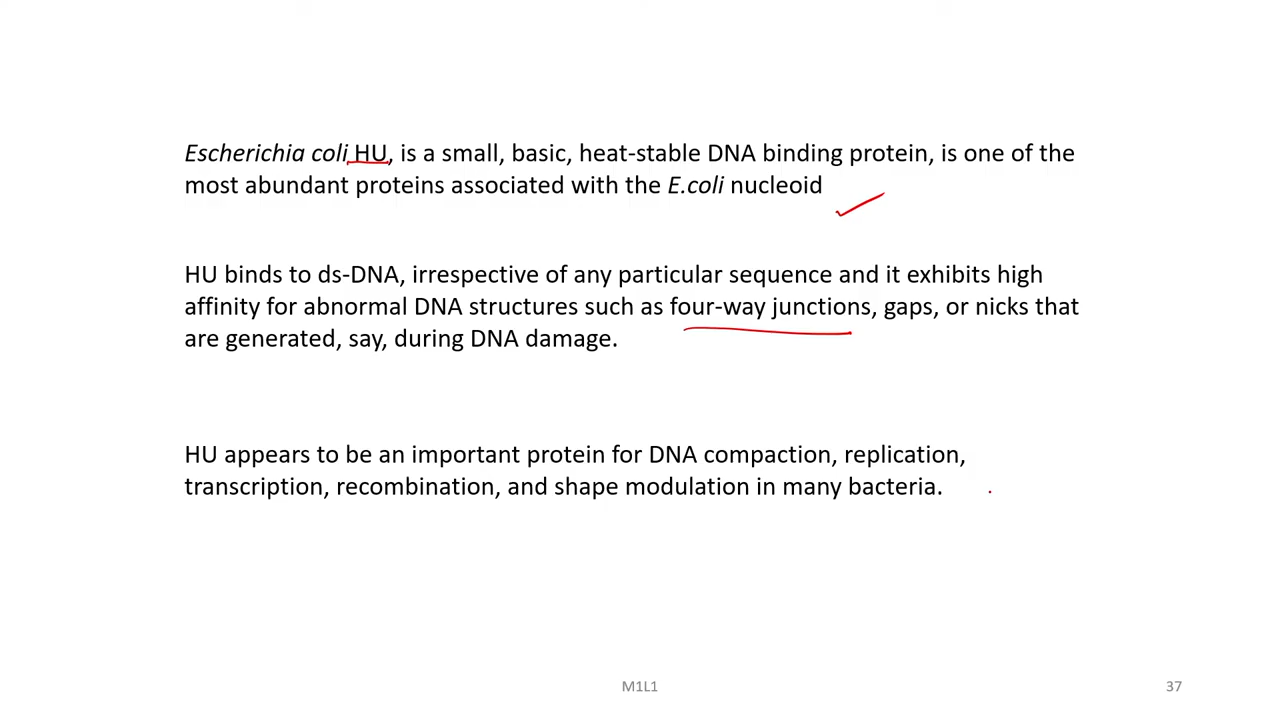 Escherichia coli HU, is a small, basic, heat-stable DNA binding protein, is one of the
most abundant proteins associated with the E.coli nucleoid
HU binds to ds-DNA, irrespective of any particular sequence and it exhibits high
affinity for abnormal DNA structures such as four-way junctions, gaps, or nicks that
are generated, say, during DNA damage.
HU appears to be an important protein for DNA compaction, replication,
transcription, recombination, and shape modulation in many bacteria.
M1L1
37